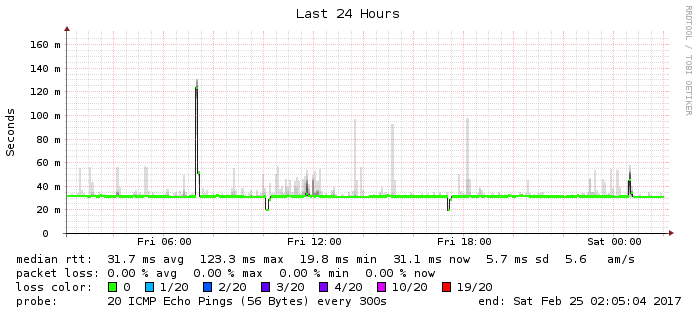 Last 24 Hours
RRDTOOL / TOBI OETIKER
Seconds
160 m
140 m
120 m
100 m
80 m
60 m
40 m
20 m
0
Fri 06:00 Fri 12:00 Fri 18:00 Sat 00:00
median rtt: 31.7 ms avg 123.3 ms max 19.8 ms min 31.1 ms now 5.7 ms sd 5.6 am/s
packet loss: 0.00 % avg 0.00 % max 0.00 % min 0.00 % now
loss color: 0 1/20 2/20 3/20 4/20 10/20 19/20
probe: 20 ICMP Echo Pings (56 Bytes) every 300s end: Sat Feb 25 02:05:04 2017